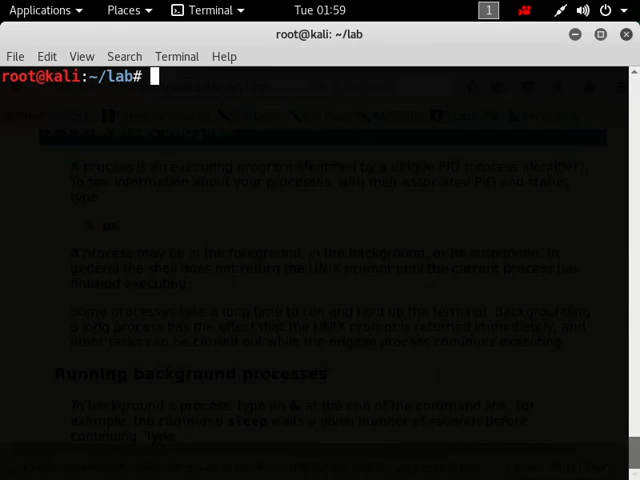 Applications Places Terminal Tue 01:59 1
root@kali: ~/lab
File Edit View Search Terminal Help
root@kali:~/lab#
5.3 Processes and Jobs
A process is an executing program identified by a unique PID (process identifier).
To see information about your processes, with their associated PID and status,
type
% ps
A process may be in the foreground, in the background, or be suspended. In
general the shell does not return the UNIX prompt until the current process has
finished executing.
Some processes take a long time to run and hold up the terminal. Backgrounding
a long process has the effect that the UNIX prompt is returned immediately, and
other tasks can be carried out while the original process continues executing.
Running background processes
To background a process, type an & at the end of the command line. For
example, the command sleep waits a given number of seconds before
continuing. Type